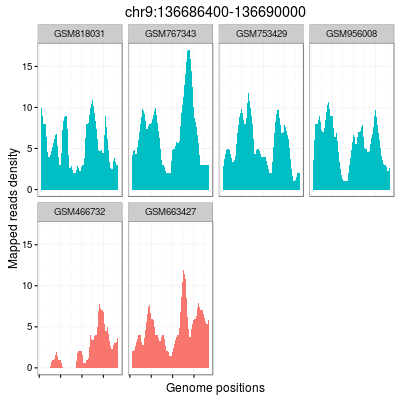 chr9:136686400-136690000
GSM818031 GSM767343 GSM753429 GSM956008
15
10
5
0
Mapped reads density
GSM466732 GSM663427
15
10
5
0
Genome positions